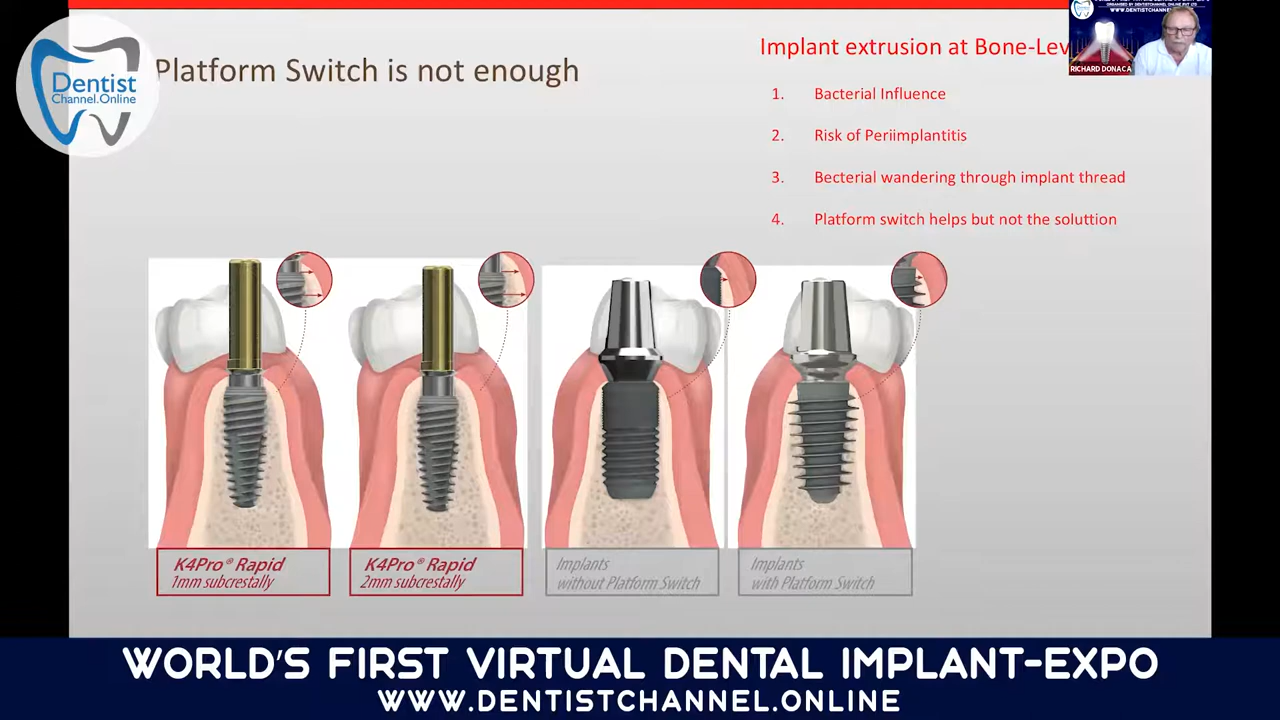 Dentist
Channel.Online
Platform Switch is not enough
WWW.DENTISTCHANNEL.ONLINE
RICHARD DONACA
Implant extrusion at Bone-Lev
1. Bacterial Influence
2. Risk of Periimplantitis
3. Becterial wandering through implant thread
4. Platform switch helps but not the soluttion
K4Pro® Rapid
1mm subcrestally
K4Pro® Rapid
2mm subcrestally
Implants
without Platform Switch
Implants
with Platform Switch
WORLD'S FIRST VIRTUAL DENTAL IMPLANT-EXPO
WWW.DENTISTCHANNEL.ONLINE